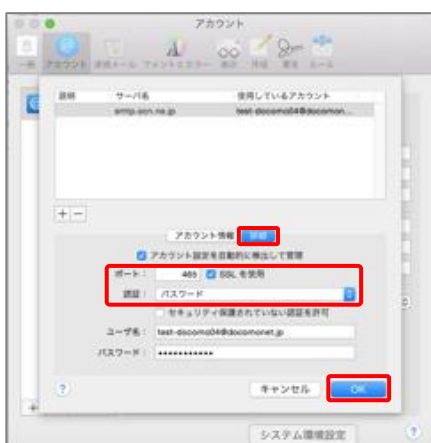 アカウント
一般 アカウント 迷惑メール フォントとカラー 表示 作成 署名 ルール
説明 サーバ名 使用しているアカウント
smtp.ocn.ne.jp test-docomo04@docomon...
+ −
アカウント情報 詳細
アカウント設定を自動的に検出して管理
ポート： 465 SSL を使用
認証： パスワード
セキュリティ保護されていない認証を許可
ユーザ名： test-docomo04@docomonet.jp
パスワード： •••••••••••
? キャンセル OK
+
システム環境設定 ?